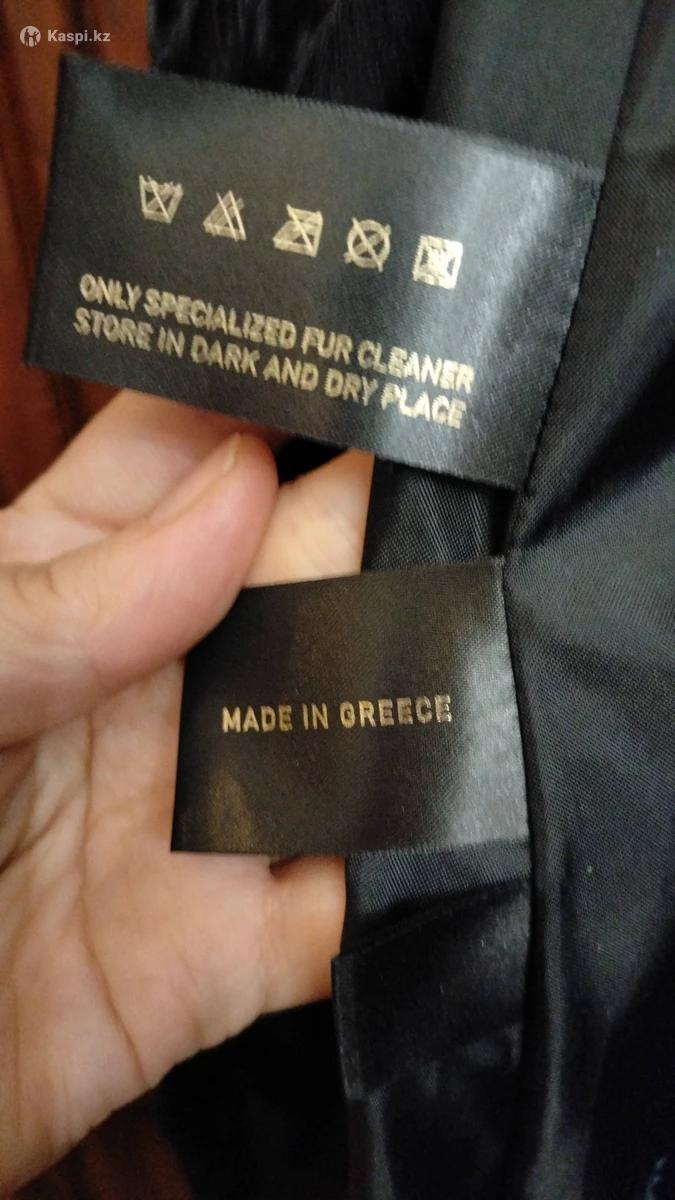 Kaspi.kz
ONLY SPECIALIZED FUR CLEANER
STORE IN DARK AND DRY PLACE
MADE IN GREECE